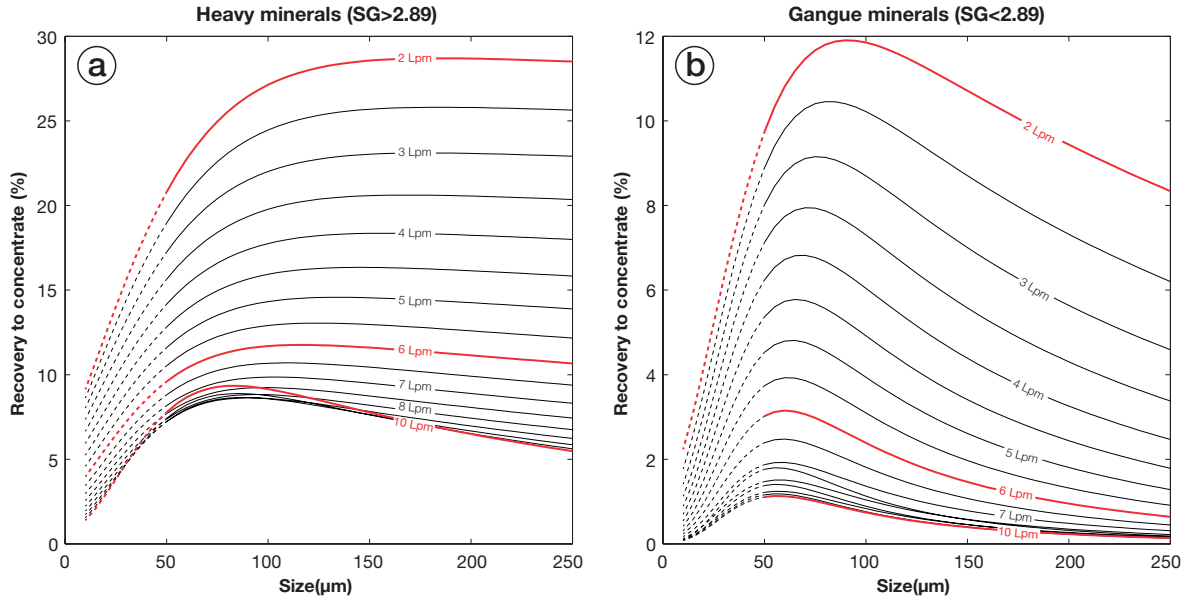 Heavy minerals (SG>2.89)
a
30
25
20
15
10
5
0
0 50 100 150 200 250
Recovery to concentrate (%)
Size(µm)
2 Lpm
3 Lpm
4 Lpm
5 Lpm
6 Lpm
7 Lpm
8 Lpm
10 Lpm
Gangue minerals (SG<2.89)
b
12
10
8
6
4
2
0
0 50 100 150 200 250
Recovery to concentrate (%)
Size(µm)
2 Lpm
3 Lpm
4 Lpm
5 Lpm
6 Lpm
7 Lpm
10 Lpm